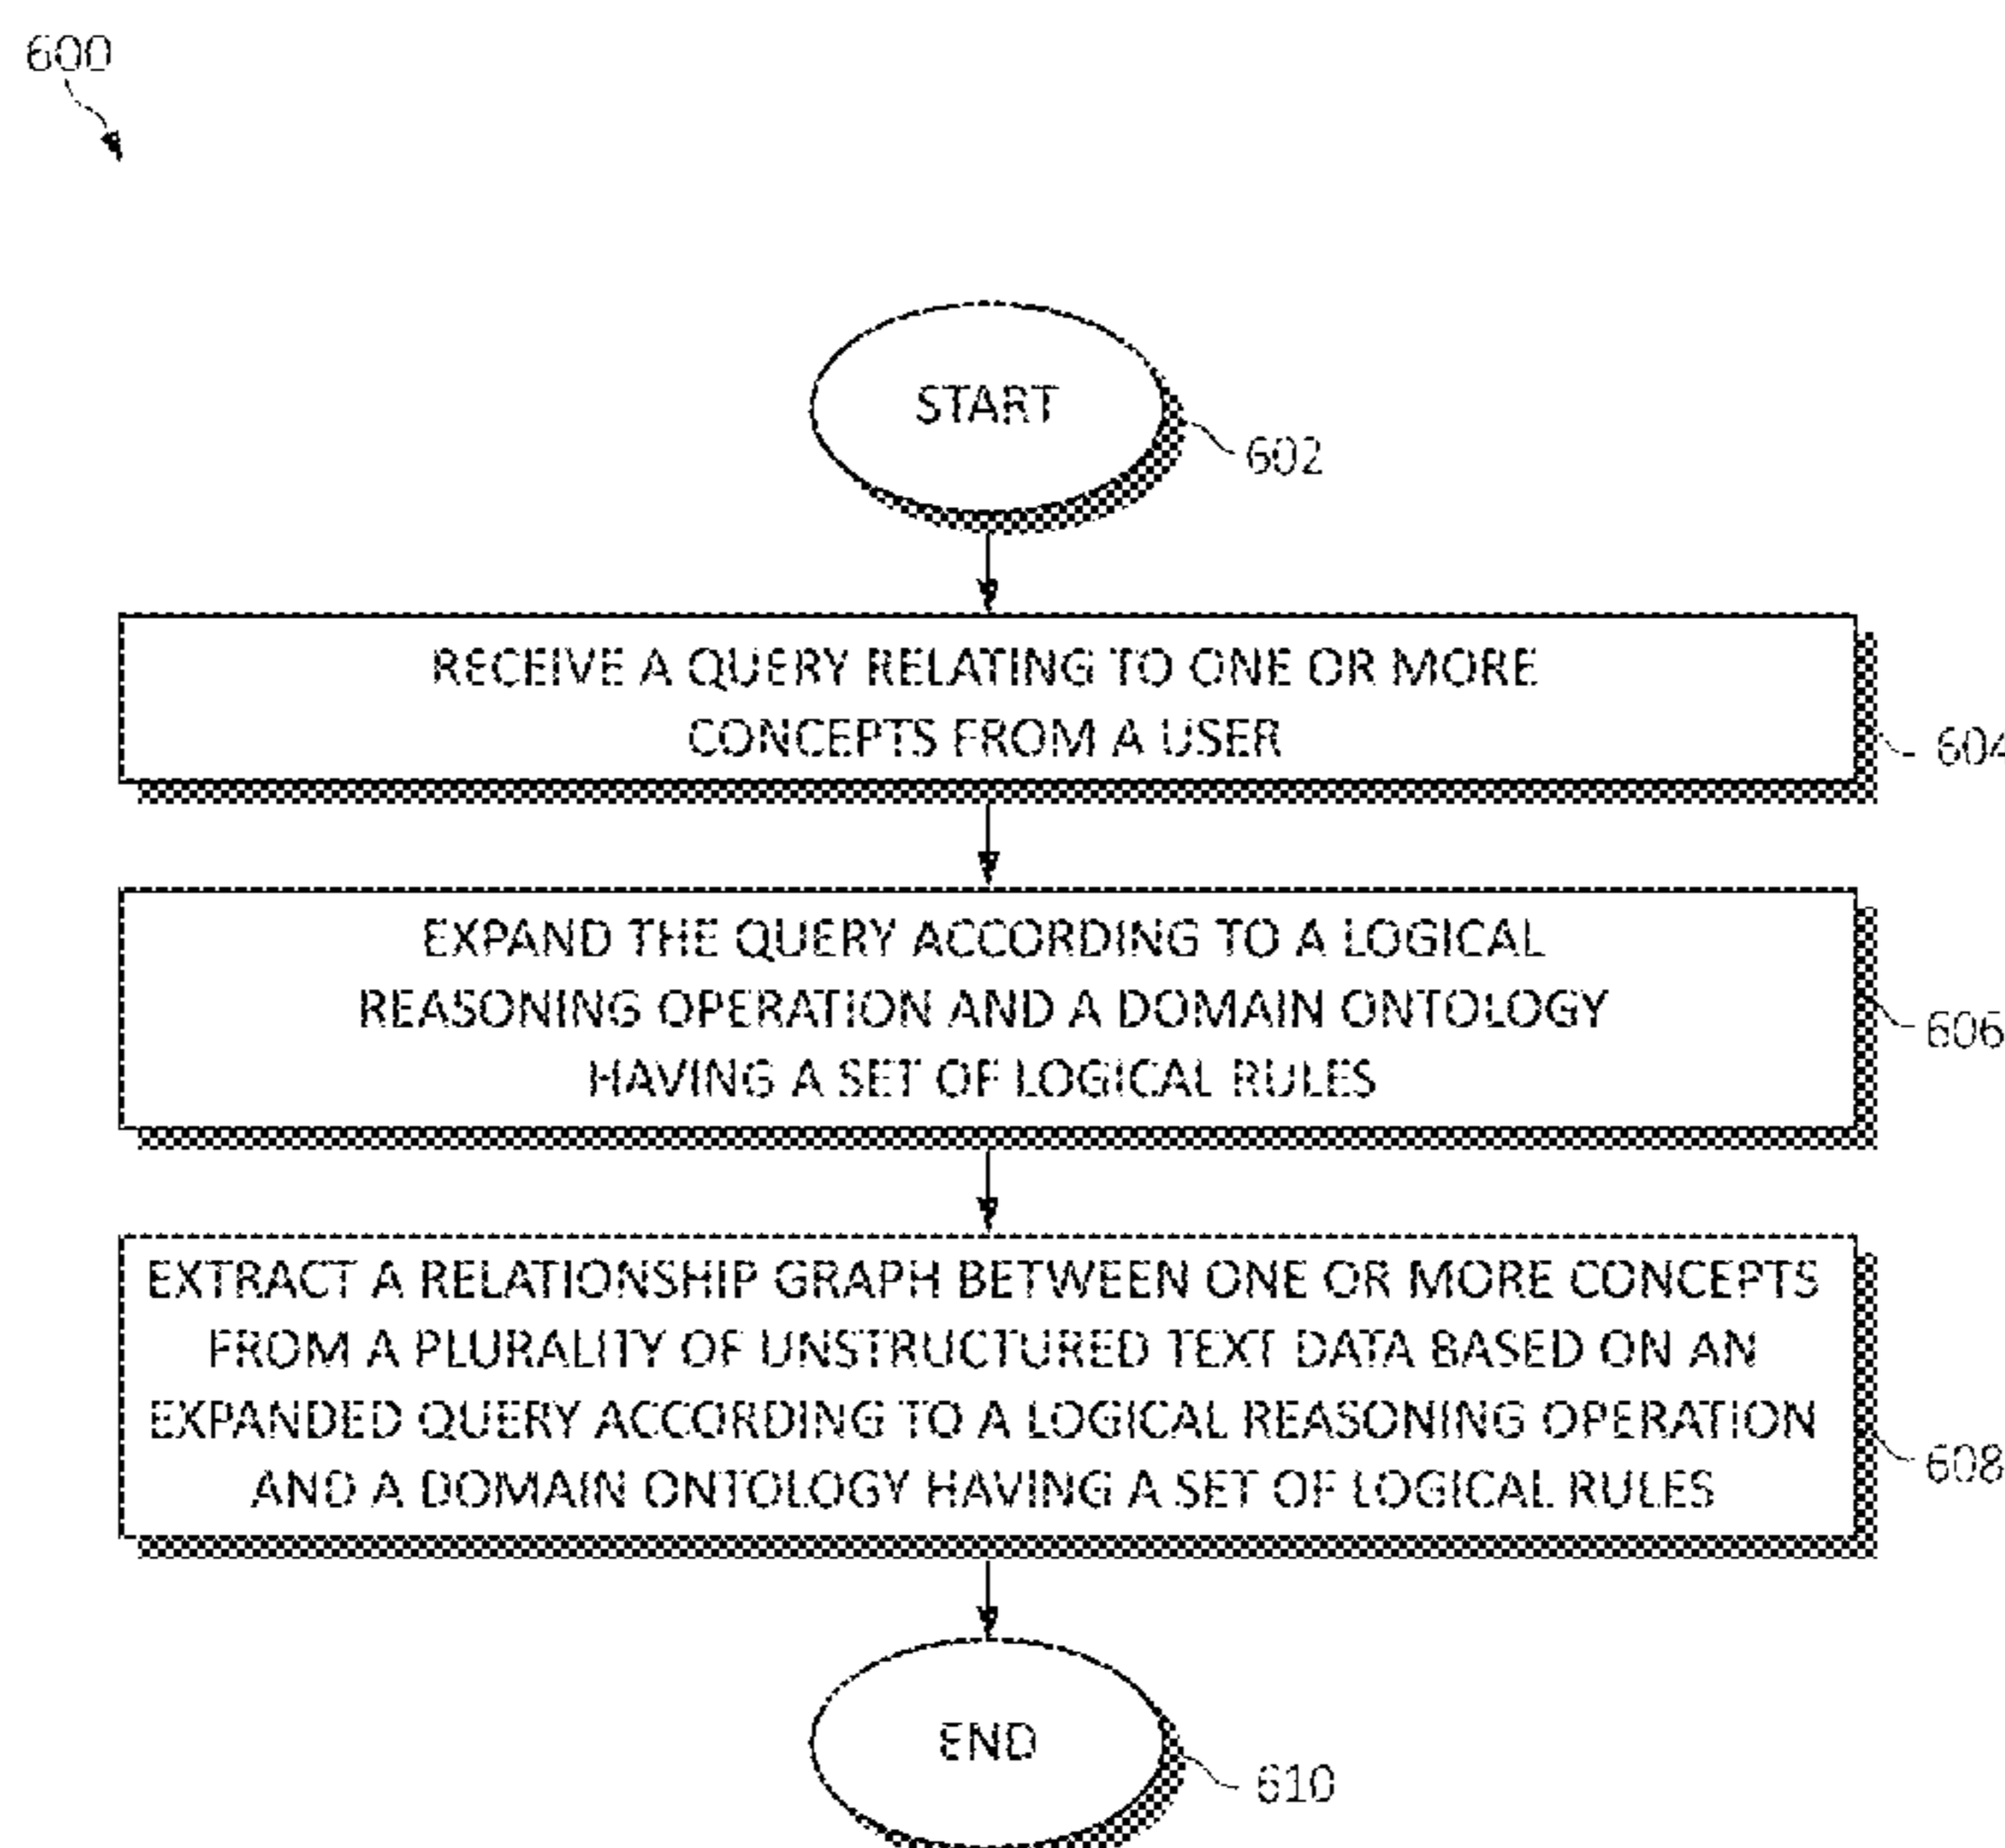 600
START
602
RECEIVE A QUERY RELATING TO ONE OR MORE
CONCEPTS FROM A USER
604
EXPAND THE QUERY ACCORDING TO A LOGICAL
REASONING OPERATION AND A DOMAIN ONTOLOGY
HAVING A SET OF LOGICAL RULES
606
EXTRACT A RELATIONSHIP GRAPH BETWEEN ONE OR MORE CONCEPTS
FROM A PLURALITY OF UNSTRUCTURED TEXT DATA BASED ON AN
EXPANDED QUERY ACCORDING TO A LOGICAL REASONING OPERATION
AND A DOMAIN ONTOLOGY HAVING A SET OF LOGICAL RULES
608
END
610